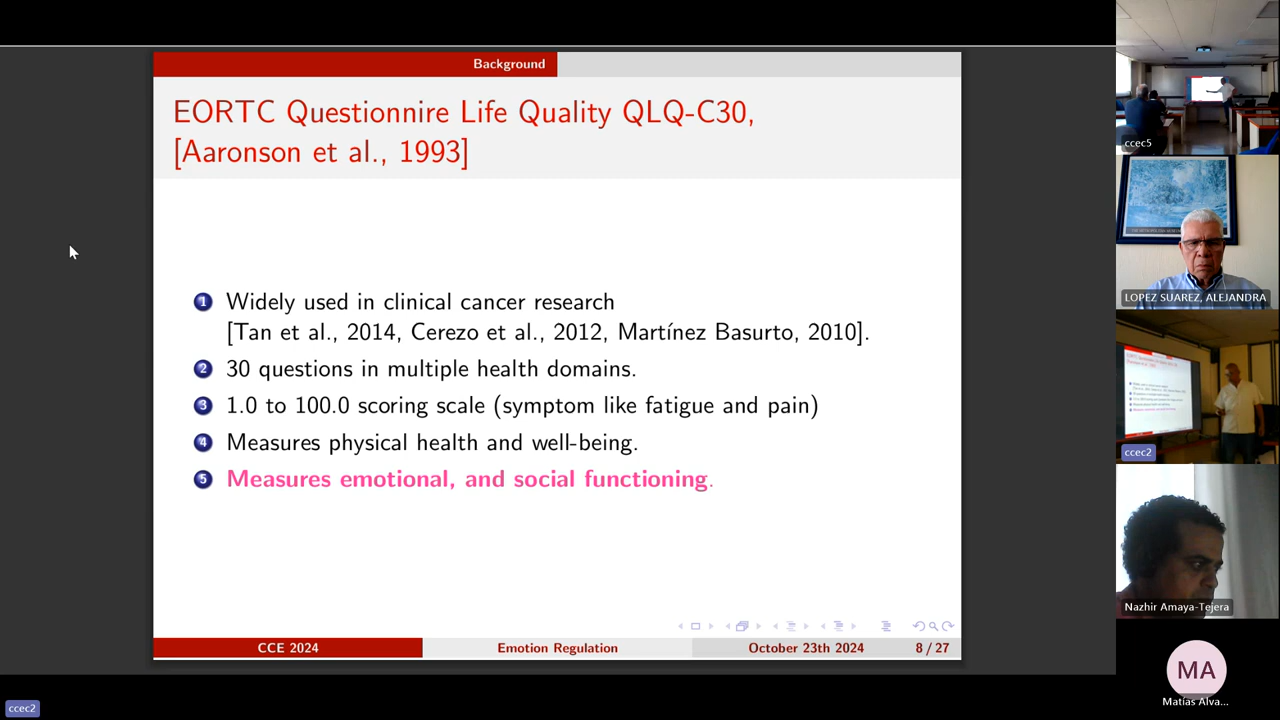 Background
EORTC Questionnire Life Quality QLQ-C30,
[Aaronson et al., 1993]
1 Widely used in clinical cancer research
[Tan et al., 2014, Cerezo et al., 2012, Martínez Basurto, 2010].
2 30 questions in multiple health domains.
3 1.0 to 100.0 scoring scale (symptom like fatigue and pain)
4 Measures physical health and well-being.
5 Measures emotional, and social functioning.
CCE 2024 Emotion Regulation October 23th 2024 8 / 27
ccec2
ccec5
LOPEZ SUAREZ, ALEJANDRA
ccec2
Nazhir Amaya-Tejera
MA
Matías Alva...